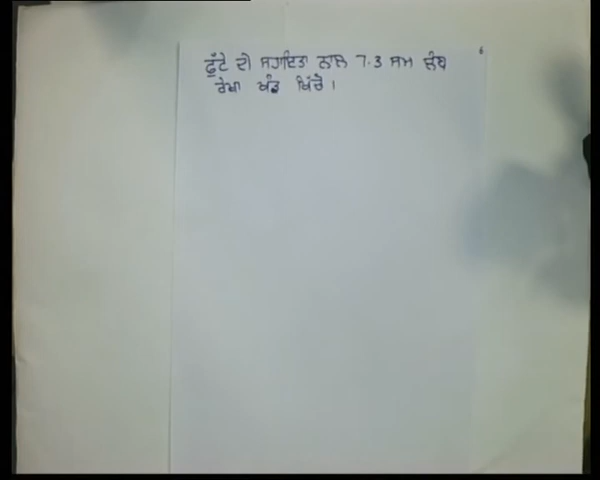 ਫੁੱਟੇ ਦੀ ਸਹਾਇਤਾ ਨਾਲ 7.3 ਸਮ ਲੰਬ
ਰੇਖਾ ਖੰਡ ਖਿੱਚੋ।